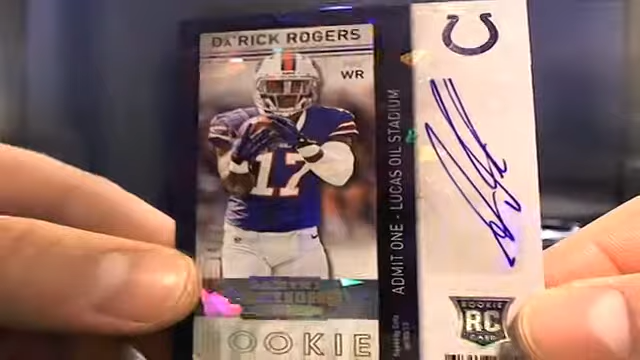 DA'RICK ROGERS
WR
17
ROOKIE
ADMIT ONE - LUCAS OIL STADIUM
ROOKIE
RC
CARD